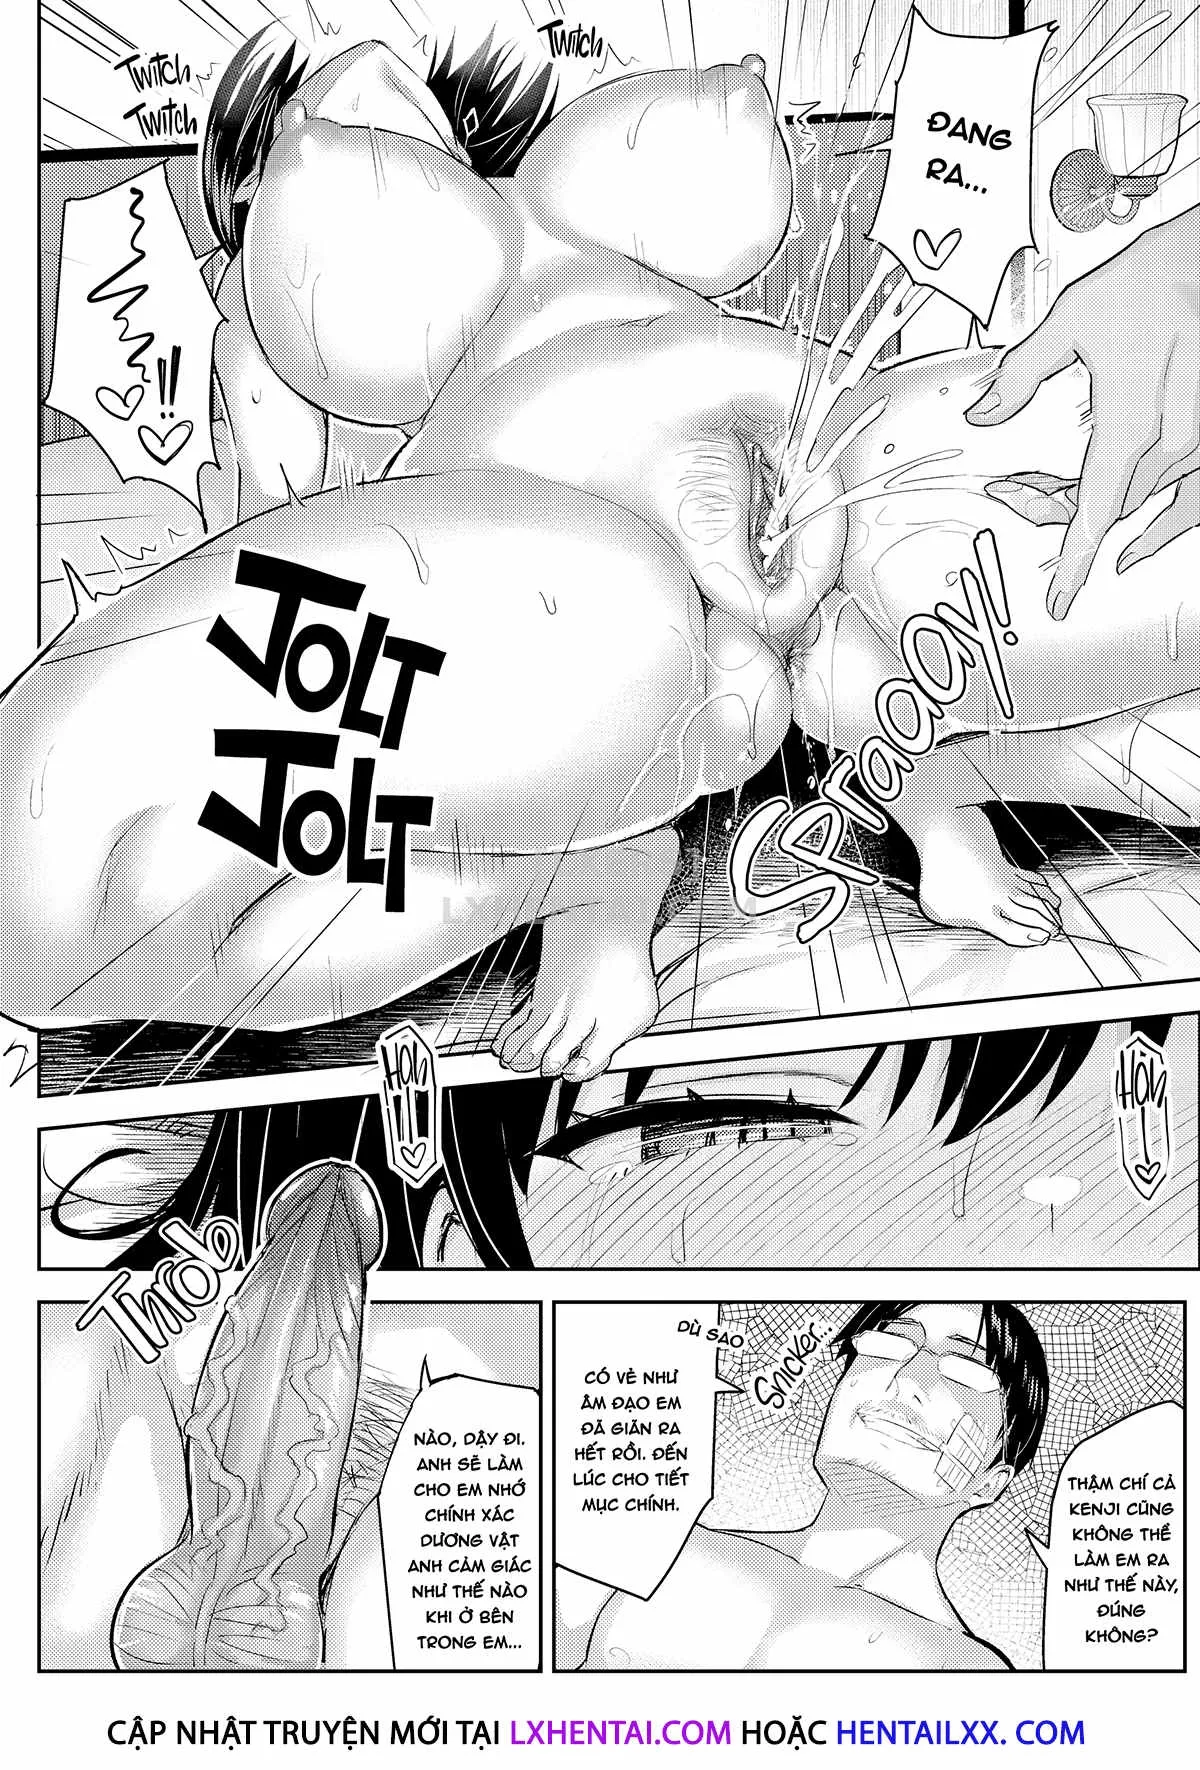 TWITCH
TWITCH
TWITCH
ĐANG
RA...
!!
JOLT
JOLT
SPRAAAY!
HAH
HAH
THROB
DÙ SAO
SNICKER...
CÓ VẺ NHƯ
ÂM ĐẠO EM
ĐÃ GIÃN RA
HẾT RỒI. ĐẾN
LÚC CHO TIẾT
MỤC CHÍNH.
THẬM CHÍ CẢ
KENJI CŨNG
KHÔNG THỂ
LÀM EM RA
NHƯ THẾ NÀY,
ĐÚNG
KHÔNG?
NÀO, DẬY ĐI.
ANH SẼ LÀM
CHO EM NHỚ
CHÍNH XÁC
DƯƠNG VẬT
ANH CẢM GIÁC
NHƯ THẾ NÀO
KHI Ở BÊN
TRONG EM...
CẬP NHẬT TRUYỆN MỚI TẠI LXHENTAI.COM HOẶC HENTAILXX. COM